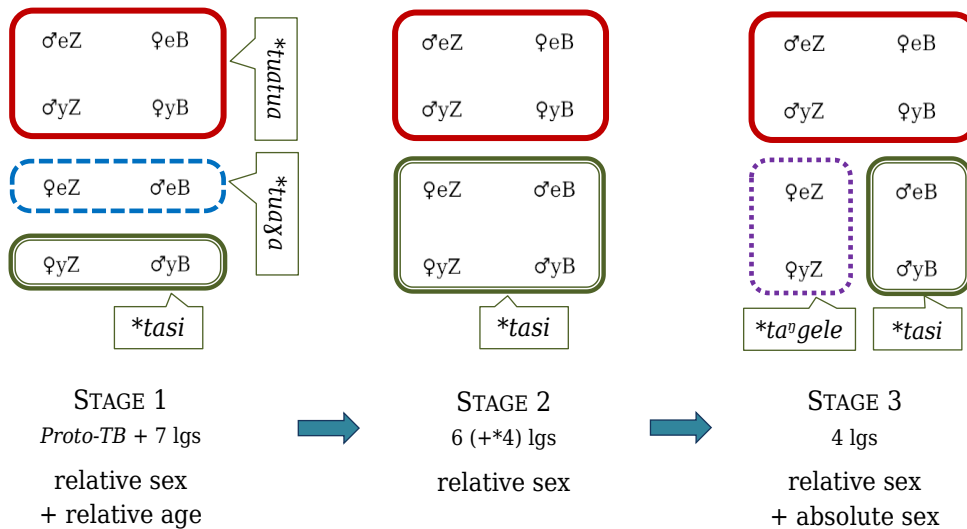 ♂eZ ♀eB
♂yZ ♀yB
*tuatua
♀eZ ♂eB
*tuaɣa
♀yZ ♂yB
*tasi
STAGE 1
Proto-TB + 7 lgs
relative sex
+ relative age
♂eZ ♀eB
♂yZ ♀yB
♀eZ ♂eB
♀yZ ♂yB
*tasi
STAGE 2
6 (+*4) lgs
relative sex
♂eZ ♀eB
♂yZ ♀yB
♀eZ ♂eB
♀yZ ♂yB
*taᵑgele *tasi
STAGE 3
4 lgs
relative sex
+ absolute sex